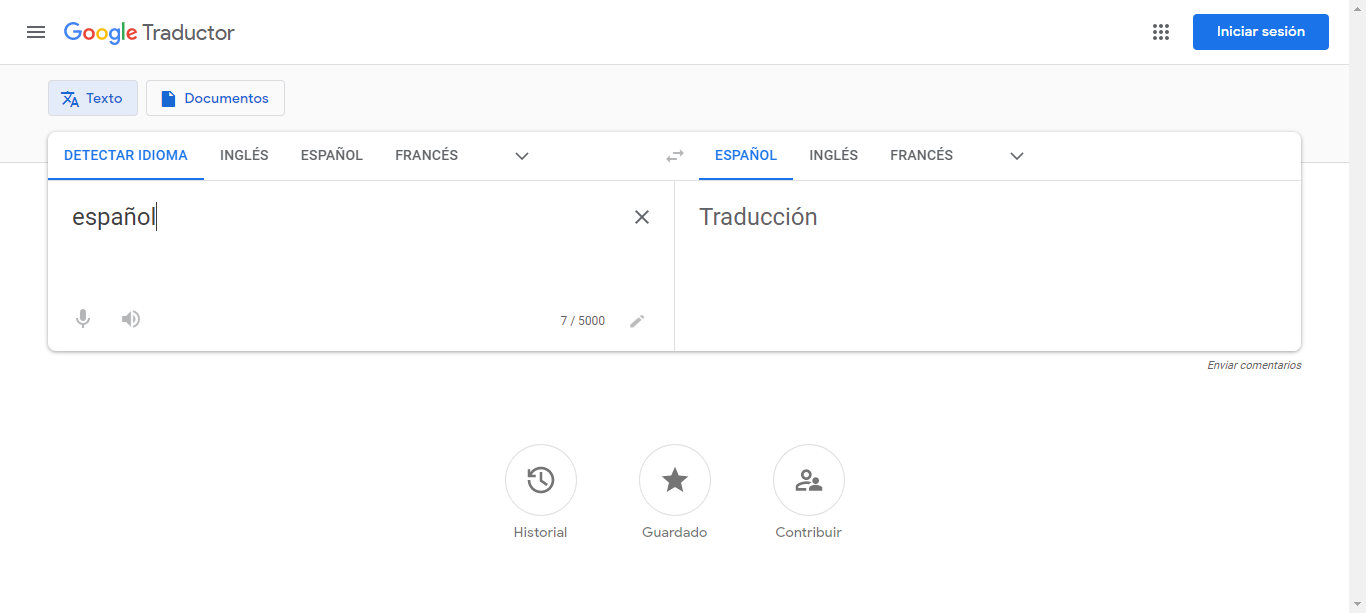 Google Traductor
Iniciar sesión
Texto
Documentos
DETECTAR IDIOMA INGLÉS ESPAÑOL FRANCÉS
ESPAÑOL INGLÉS FRANCÉS
español
Traducción
7 / 5000
Enviar comentarios
Historial
Guardado
Contribuir